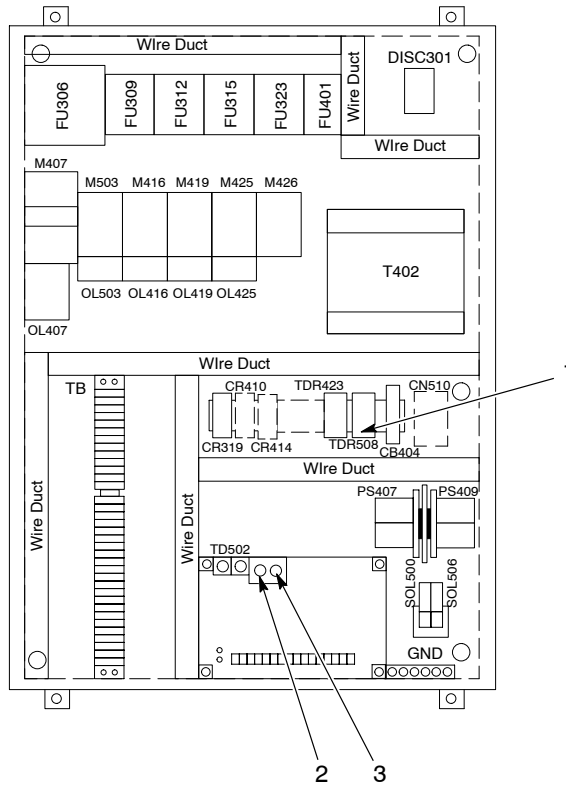 WIre Duct
DISC301
FU306
FU309
FU312
FU315
FU323
FU401
Wire Duct
WIre Duct
M407
M503 M416 M419 M425 M426
T402
OL503 OL416 OL419 OL425
OL407
WIre Duct
TB
CR410 TDR423 CN510
CR319 CR414 TDR508 CB404
WIre Duct
Wire Duct
Wire Duct
PS407 PS409
TD502
SOL500
SOL506
GND
2 3